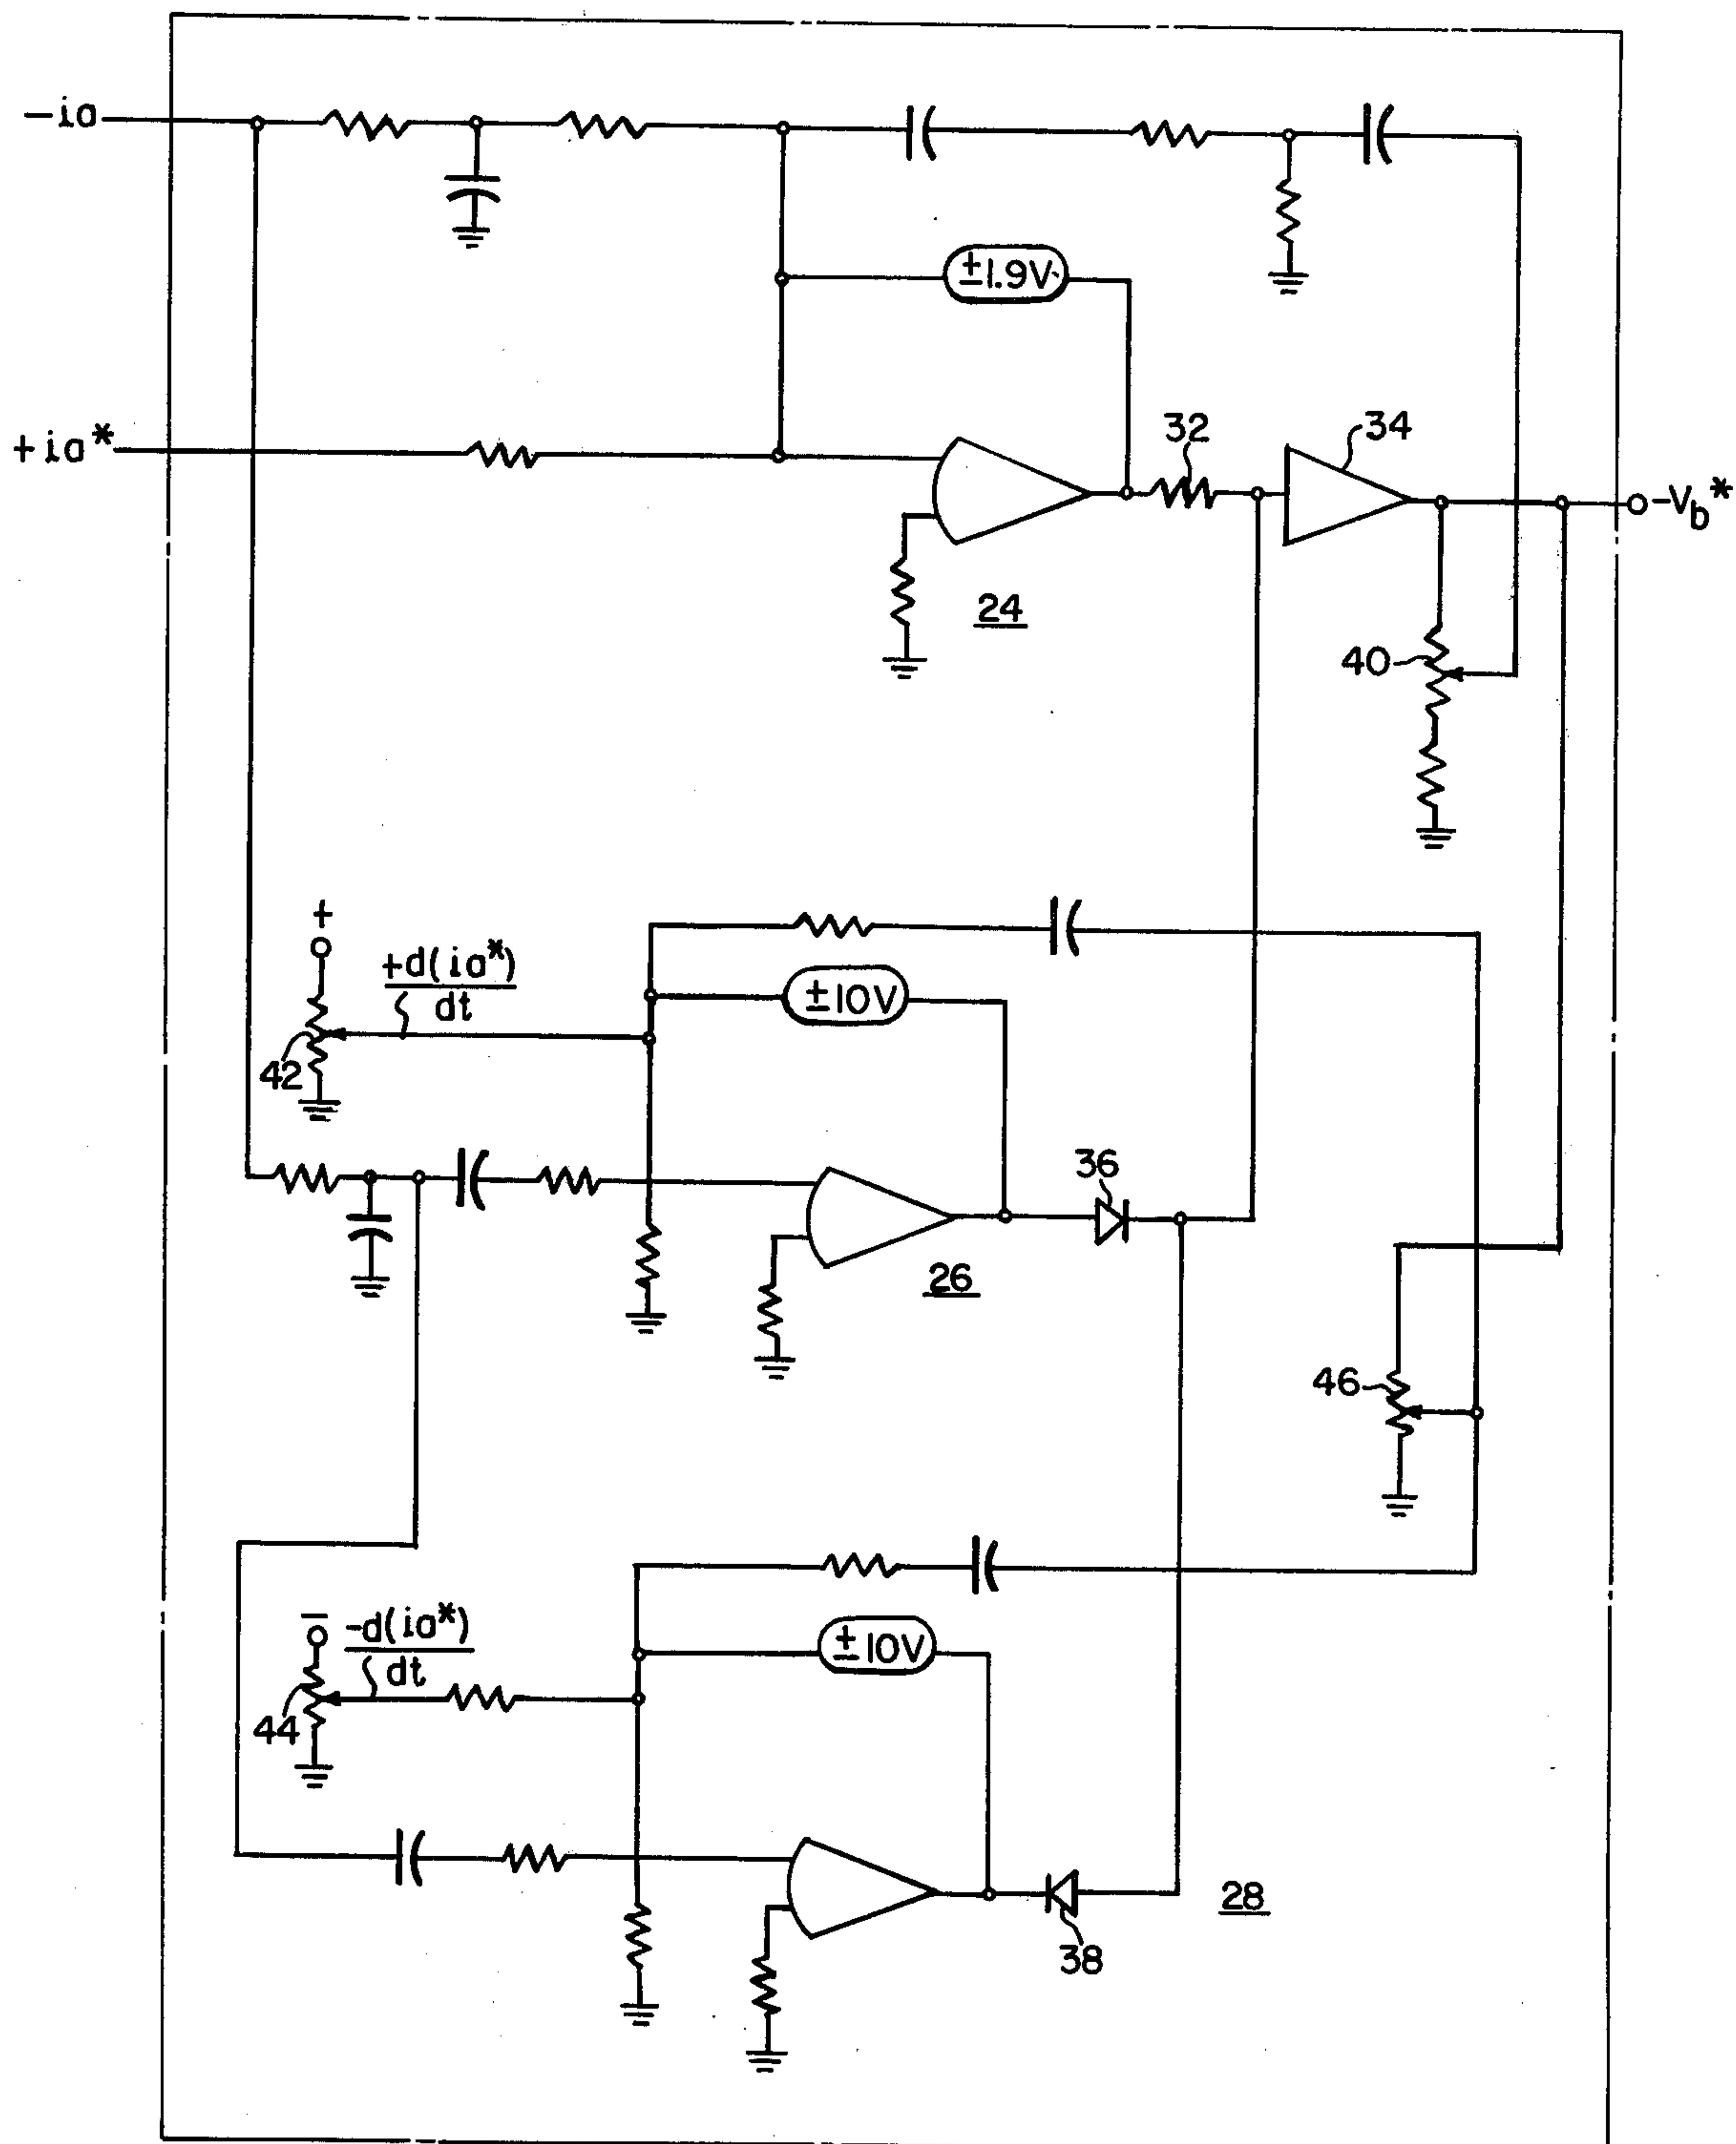 -ia
±1.9V
+ia*
32
34
-Vb*
24
40
+
+d(ia*)
dt
±10V
42
36
26
46
-
-d(ia*)
dt
±10V
44
28
38